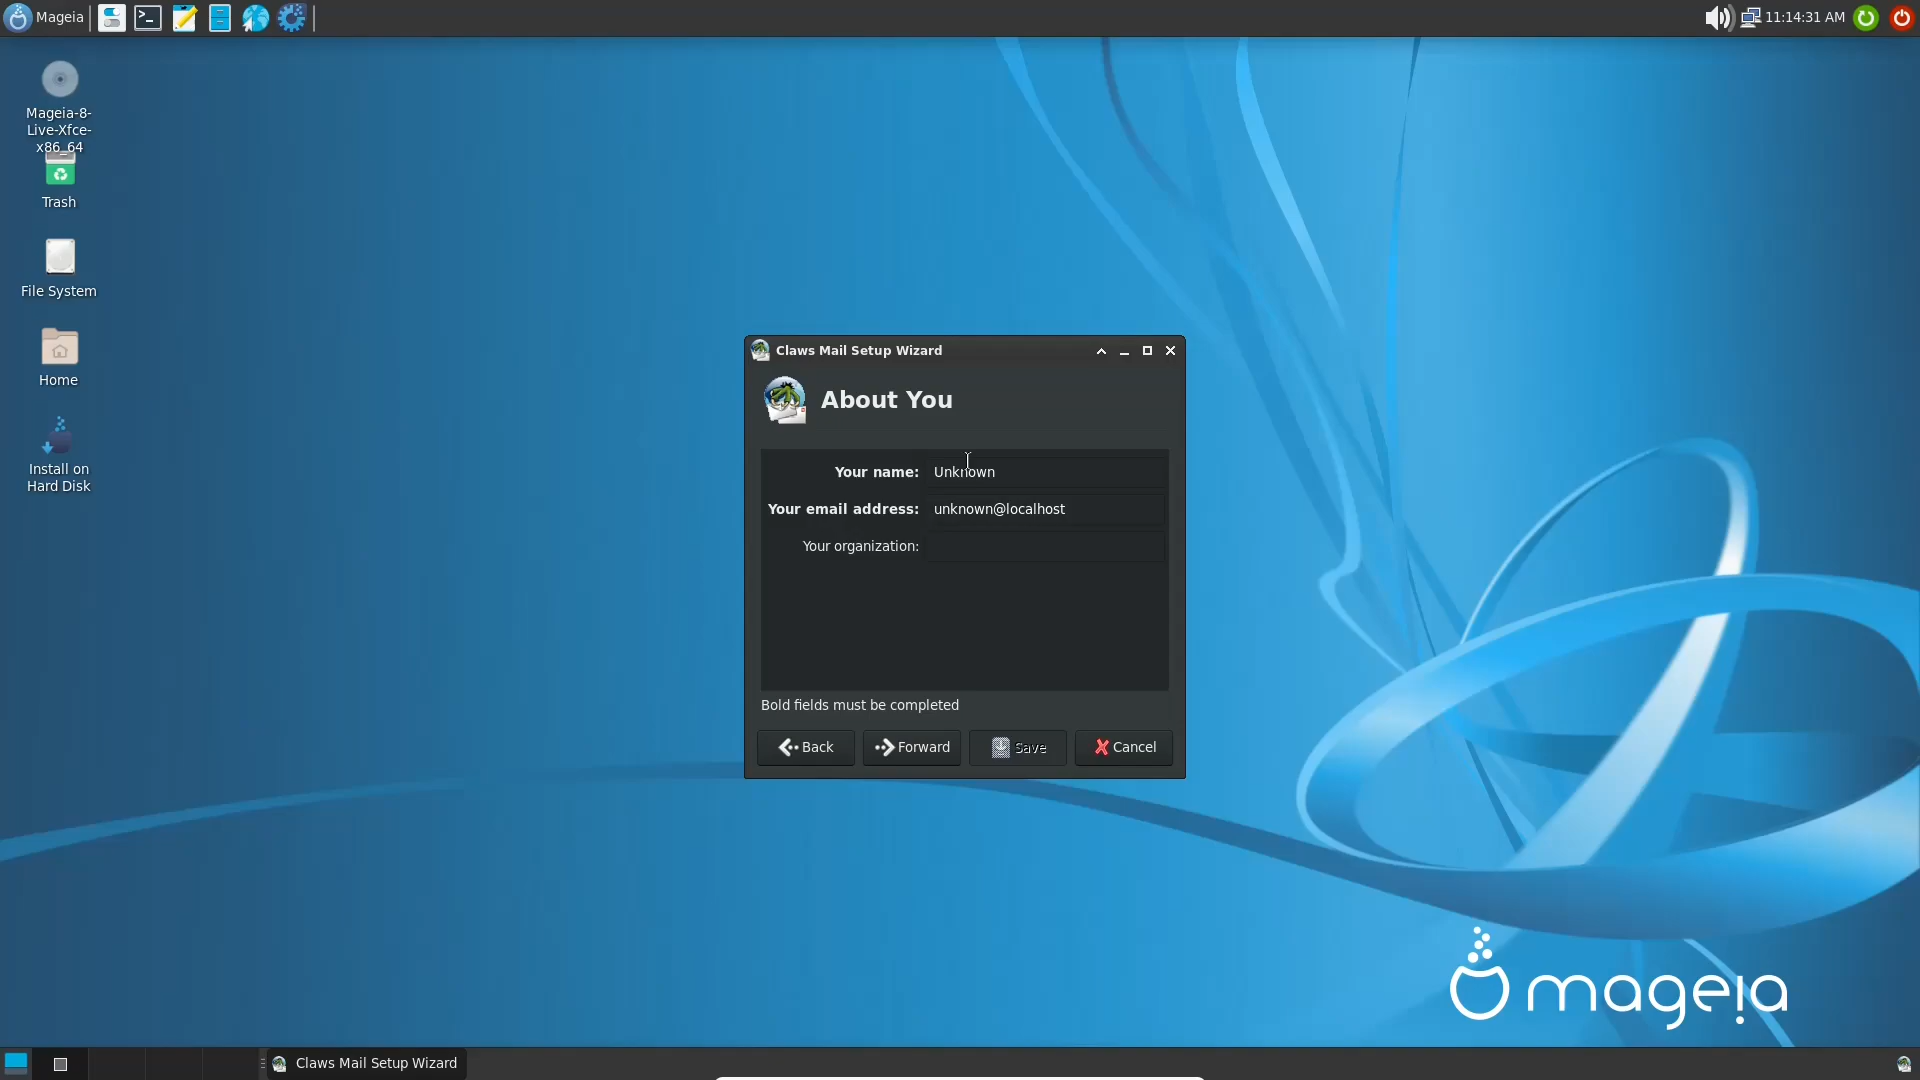 Mageia
11:14:31 AM
Mageia-8-
Live-Xfce-
x86_64
Trash
File System
Home
Install on
Hard Disk
Claws Mail Setup Wizard
About You
Your name: Unknown
Your email address: unknown@localhost
Your organization:
Bold fields must be completed
Back Forward Save Cancel
mageia
Claws Mail Setup Wizard